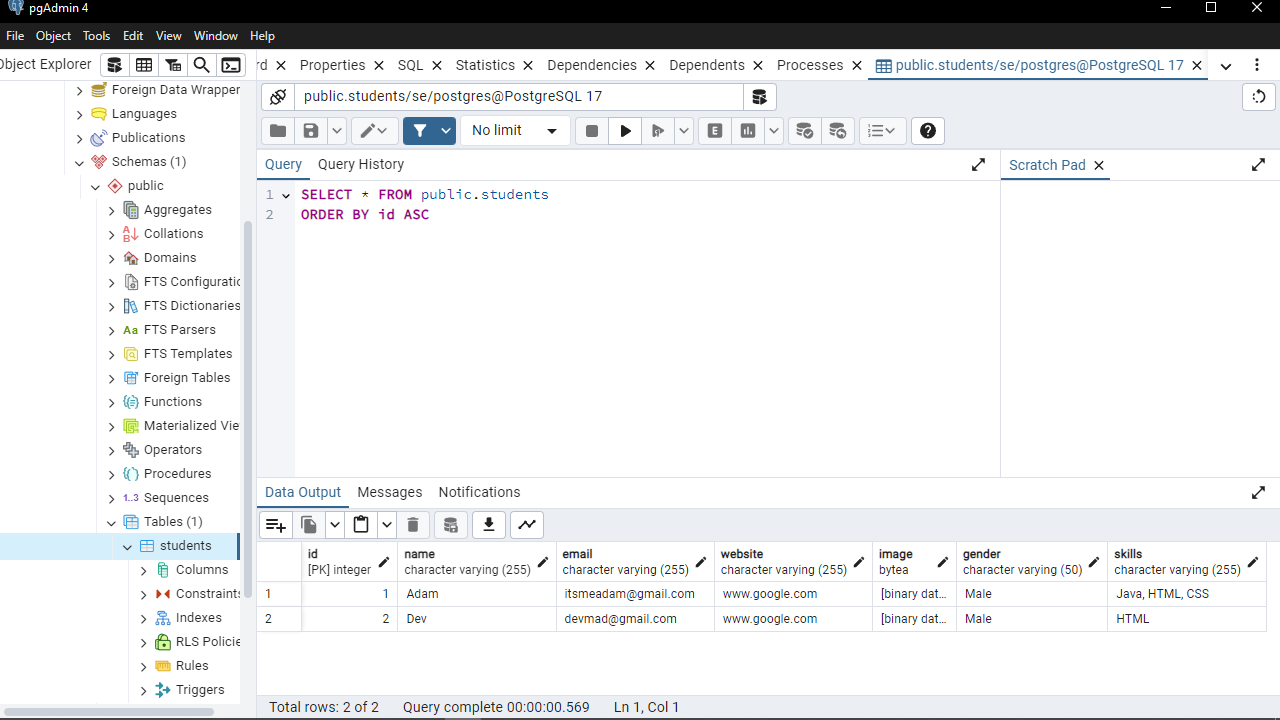 pgAdmin 4
File Object Tools Edit View Window Help
Object Explorer
rd Properties SQL Statistics Dependencies Dependents Processes public.students/se/postgres@PostgreSQL 17
Foreign Data Wrapper
Languages
Publications
Schemas (1)
public
Aggregates
Collations
Domains
FTS Configuratic
FTS Dictionaries
Aa FTS Parsers
FTS Templates
Foreign Tables
Functions
Materialized Vie
Operators
Procedures
1..3 Sequences
Tables (1)
students
Columns
Constraints
Indexes
RLS Policie
Rules
Triggers
public.students/se/postgres@PostgreSQL 17
No limit
E
Query Query History
Scratch Pad
1 SELECT * FROM public.students
2 ORDER BY id ASC
Data Output Messages Notifications
id name email website image gender skills
[PK] integer character varying (255) character varying (255) character varying (255) bytea character varying (50) character varying (255)
1 1 Adam itsmeadam@gmail.com www.google.com [binary dat... Male Java, HTML, CSS
2 2 Dev devmad@gmail.com www.google.com [binary dat... Male HTML
Total rows: 2 of 2 Query complete 00:00:00.569 Ln 1, Col 1